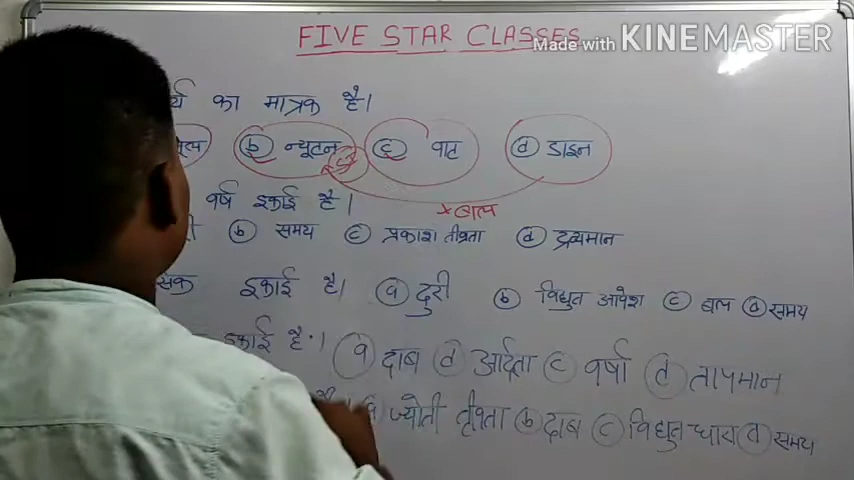 FIVE STAR CLASSES
Made with KINEMASTER
का मात्रक है।
b न्यूटन c वाट d डाइन
वर्ष इकाई है। × बल
b समय c प्रकाश तीव्रता d द्रव्यमान
इकाई है। a दुरी b विद्युत आवेश c बल d समय
इकाई है। a दाब d आर्द्रता c वर्षा d तापमान
है। a ज्योती तीव्रता b दाब c विद्युत धारा d समय